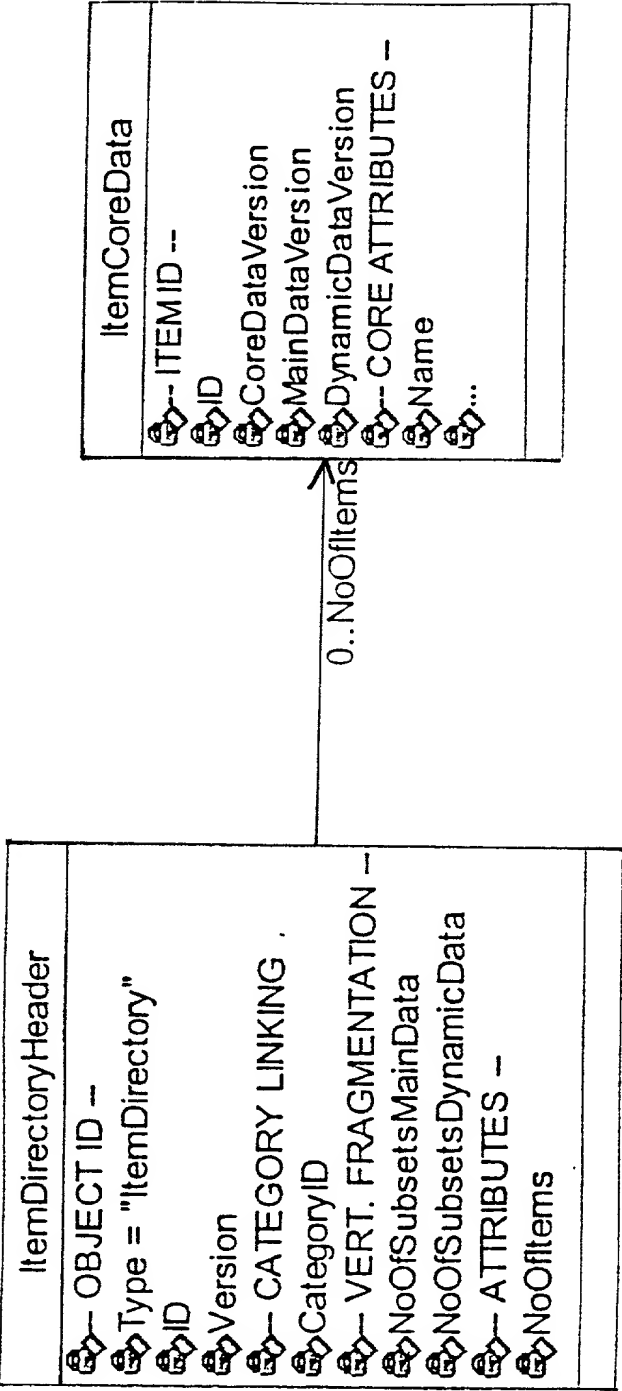 ItemDirectoryHeader
-- OBJECT ID --
Type = "ItemDirectory"
ID
Version
-- CATEGORY LINKING .
CategoryID
-- VERT. FRAGMENTATION --
NoOfSubsetsMainData
NoOfSubsetsDynamicData
-- ATTRIBUTES --
NoOfItems
0..NoOfItems
ItemCoreData
-- ITEM ID --
ID
CoreDataVersion
MainDataVersion
DynamicDataVersion
-- CORE ATTRIBUTES --
Name
...